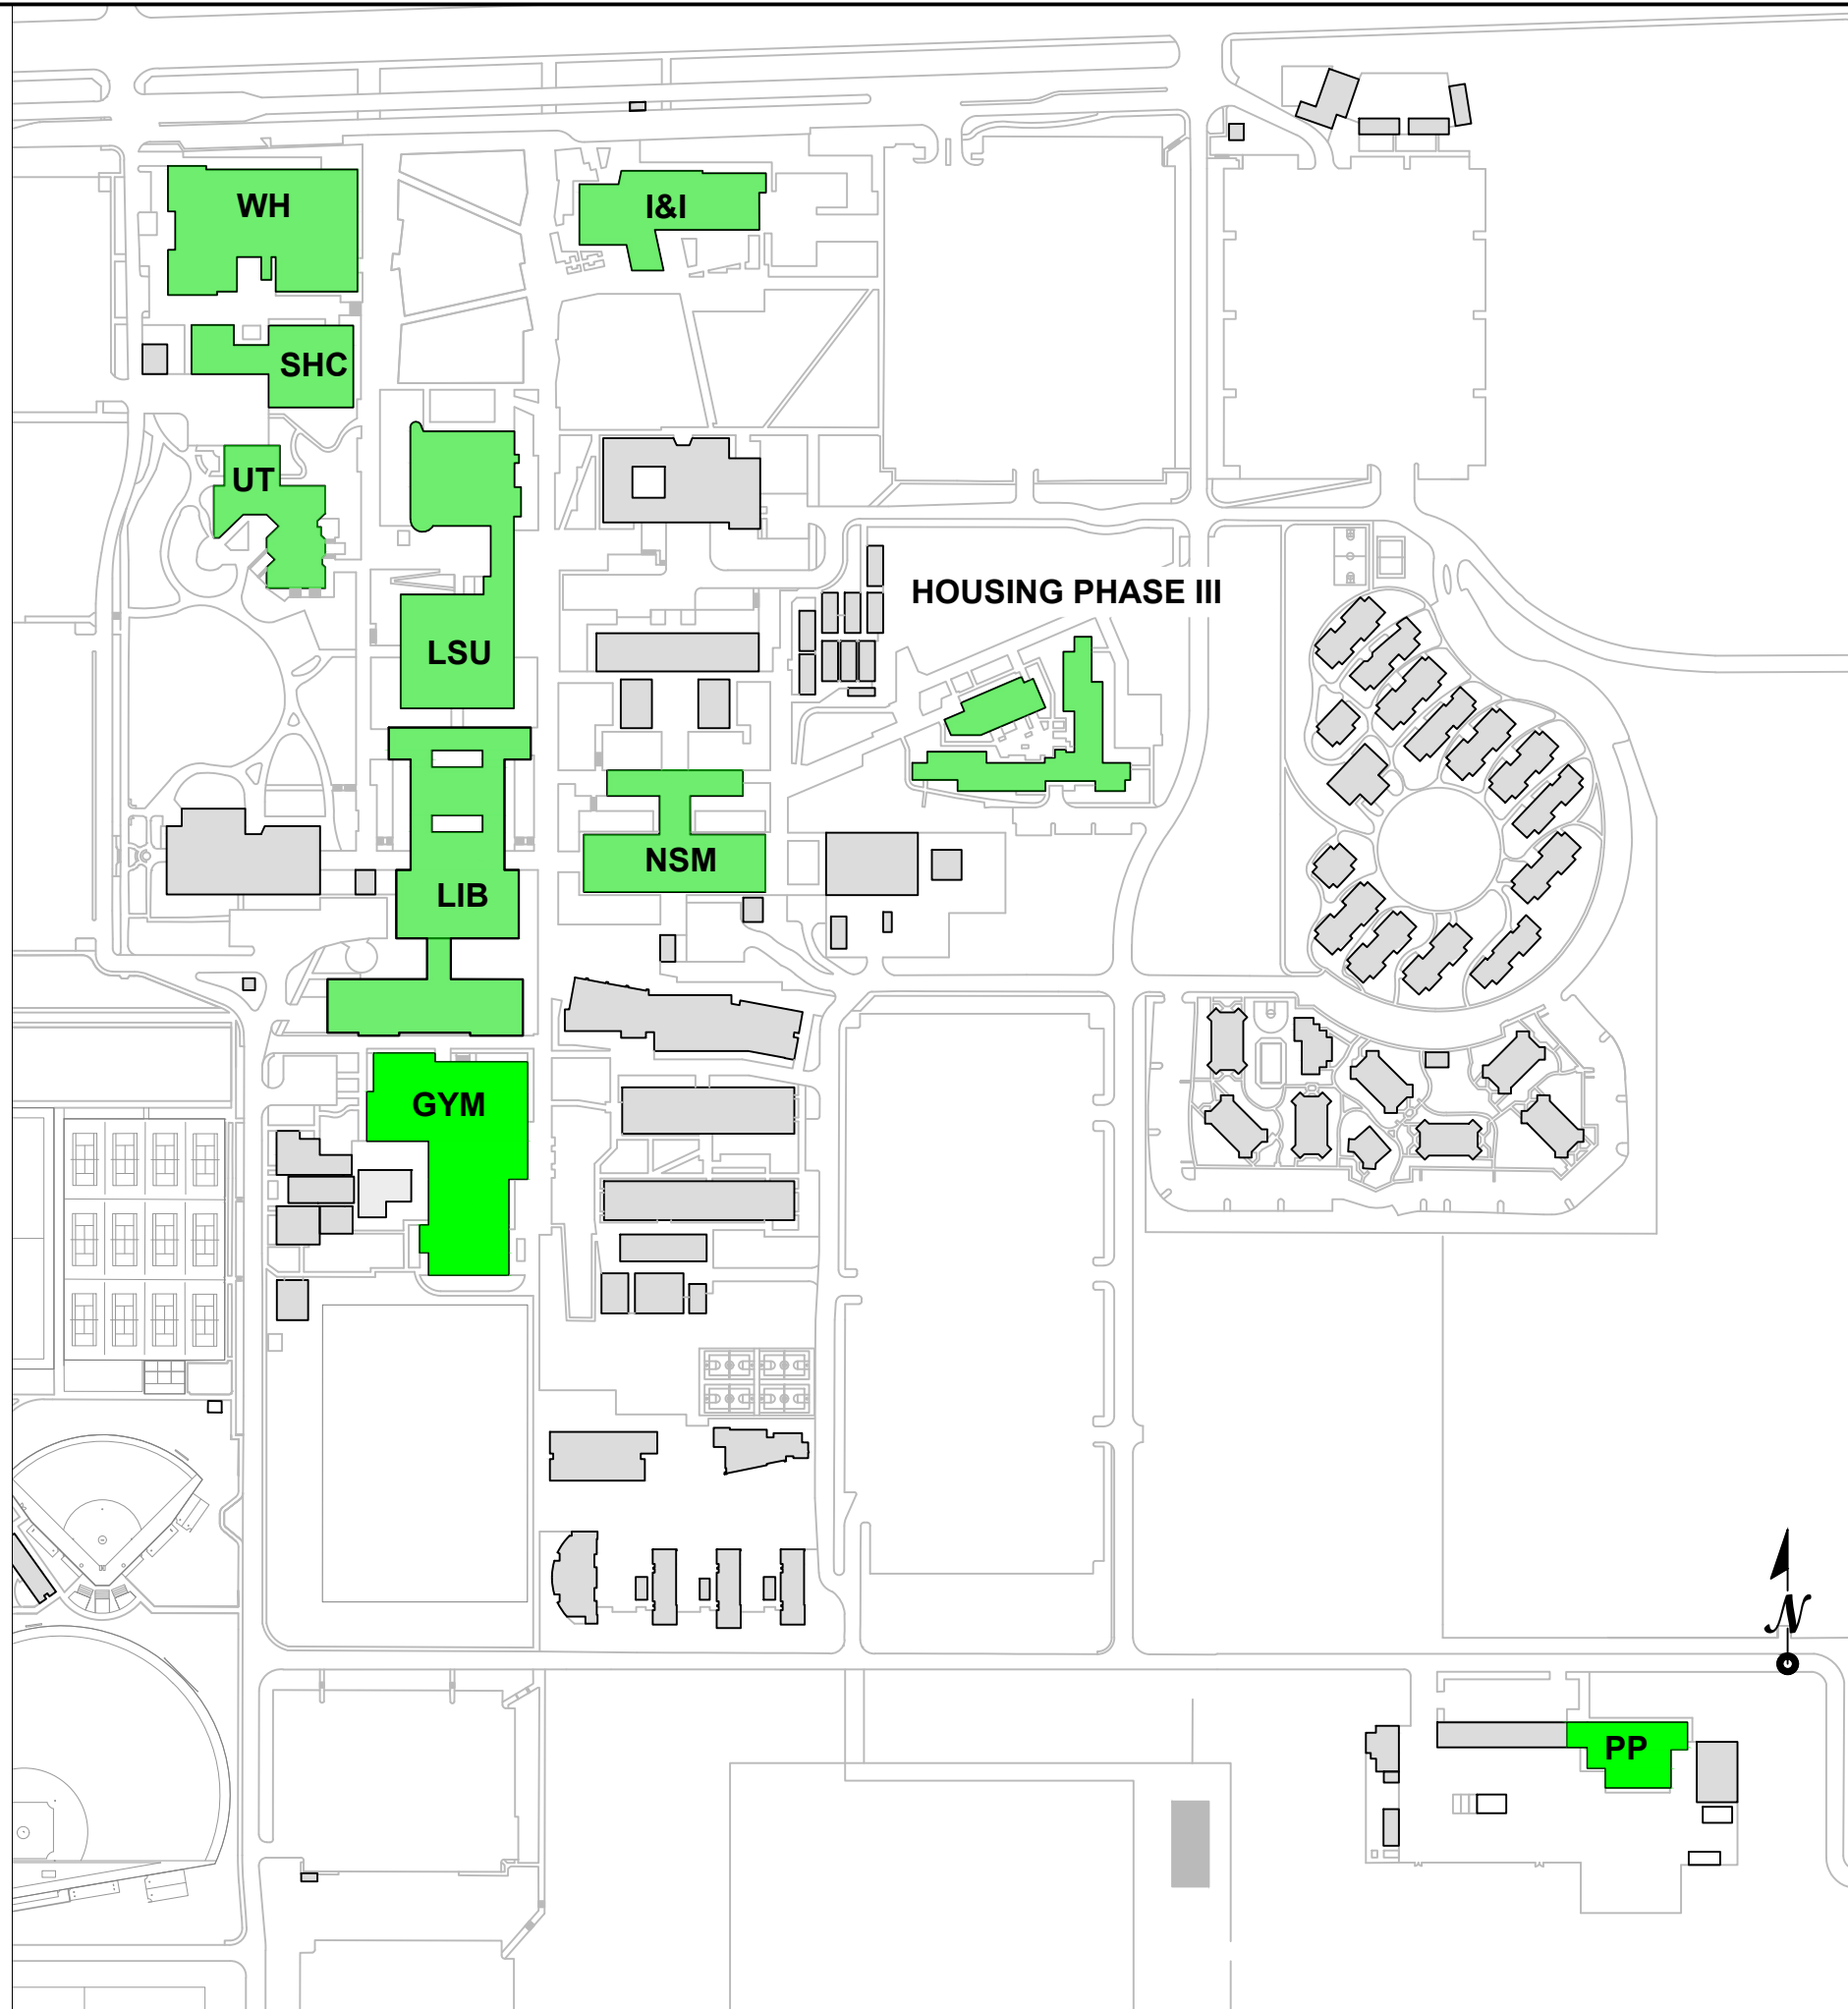 WH
I&I
SHC
UT
HOUSING PHASE III
LSU
NSM
LIB
GYM
N
PP